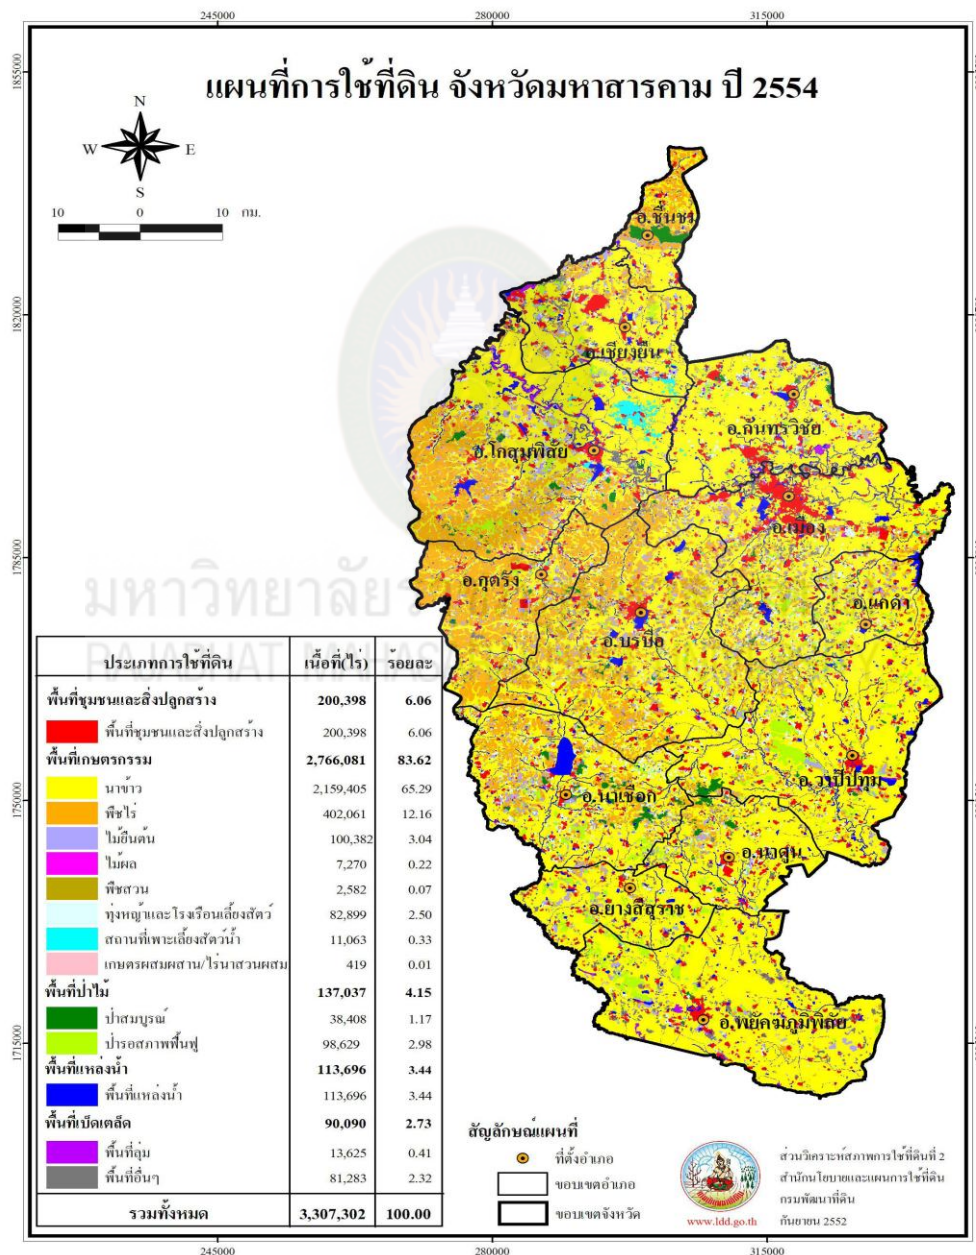 245000 280000 315000
1855000
แผนที่การใช้ที่ดิน จังหวัดมหาสารคาม ปี 2554
N
W E
S
10 0 10 กม.
อ.ชื่นชม
1820000
อ.เชียงยืน
อ.กันทรวิชัย
อ.โกสุมพิสัย
อ.เมือง
1785000
อ.กุดรัง
อ.แกดำ
อ.บรบือ
มหาวิทยาลัย
ประเภทการใช้ที่ดิน เนื้อที่(ไร่) ร้อยละ
พื้นที่ชุมชนและสิ่งปลูกสร้าง 200,398 6.06
พื้นที่ชุมชนและสิ่งปลูกสร้าง 200,398 6.06
พื้นที่เกษตรกรรม 2,766,081 83.62
นาข้าว 2,159,405 65.29
พืชไร่ 402,061 12.16
ไม้ยืนต้น 100,382 3.04
ไม้ผล 7,270 0.22
พืชสวน 2,582 0.07
ทุ่งหญ้าและโรงเรือนเลี้ยงสัตว์ 82,899 2.50
สถานที่เพาะเลี้ยงสัตว์น้ำ 11,063 0.33
เกษตรผสมผสาน/ไร่นาสวนผสม 419 0.01
พื้นที่ป่าไม้ 137,037 4.15
ป่าสมบูรณ์ 38,408 1.17
ป่ารอสภาพฟื้นฟู 98,629 2.98
พื้นที่แหล่งน้ำ 113,696 3.44
พื้นที่แหล่งน้ำ 113,696 3.44
พื้นที่เบ็ดเตล็ด 90,090 2.73
พื้นที่ลุ่ม 13,625 0.41
พื้นที่อื่นๆ 81,283 2.32
รวมทั้งหมด 3,307,302 100.00
อ.วาปีปทุม
1750000
อ.นาเชือก
อ.นาดูน
อ.ยางสีสุราช
1715000
อ.พยัคฆภูมิพิสัย
สัญลักษณ์แผนที่
ที่ตั้งอำเภอ
ขอบเขตอำเภอ
ขอบเขตจังหวัด
www.ldd.go.th
ส่วนวิเคราะห์สภาพการใช้ที่ดินที่ 2
สำนักนโยบายและแผนการใช้ที่ดิน
กรมพัฒนาที่ดิน
กันยายน 2552
245000 280000 315000